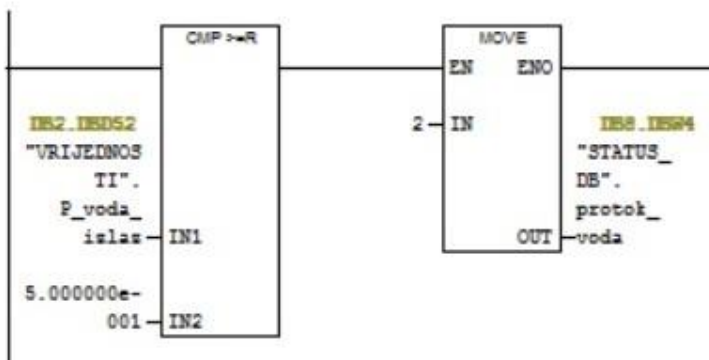 CMP >=R
MOVE
EN ENO
DB2.DBD52
"VRIJEDNOS
TI".
P_voda_
izlaz
IN1
5.000000e-
001
IN2
2
IN
DB8.DBW4
"STATUS_
DB".
protok_
voda
OUT